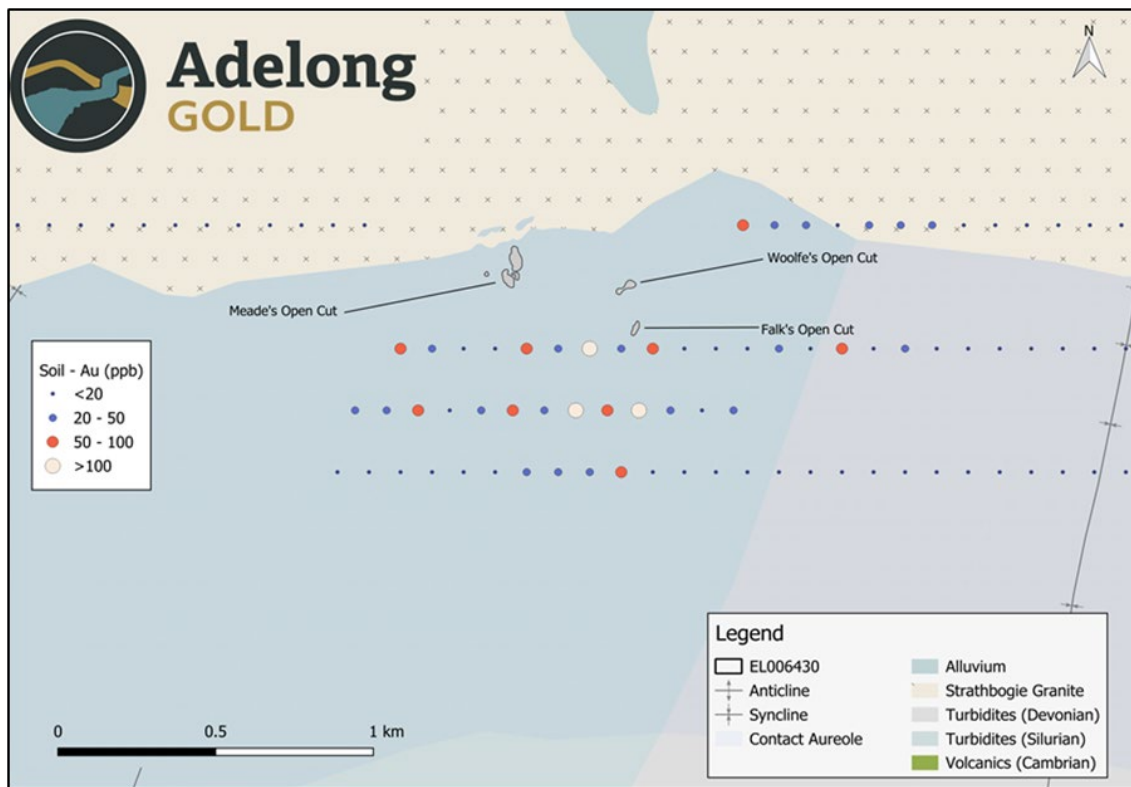 Adelong
GOLD
N
Woolfe's Open Cut
Meade's Open Cut
Falk's Open Cut
Soil - Au (ppb)
<20
20 - 50
50 - 100
>100
0 0.5 1 km
Legend
EL006430
Anticline
Syncline
Contact Aureole
Alluvium
Strathbogie Granite
Turbidites (Devonian)
Turbidites (Silurian)
Volcanics (Cambrian)